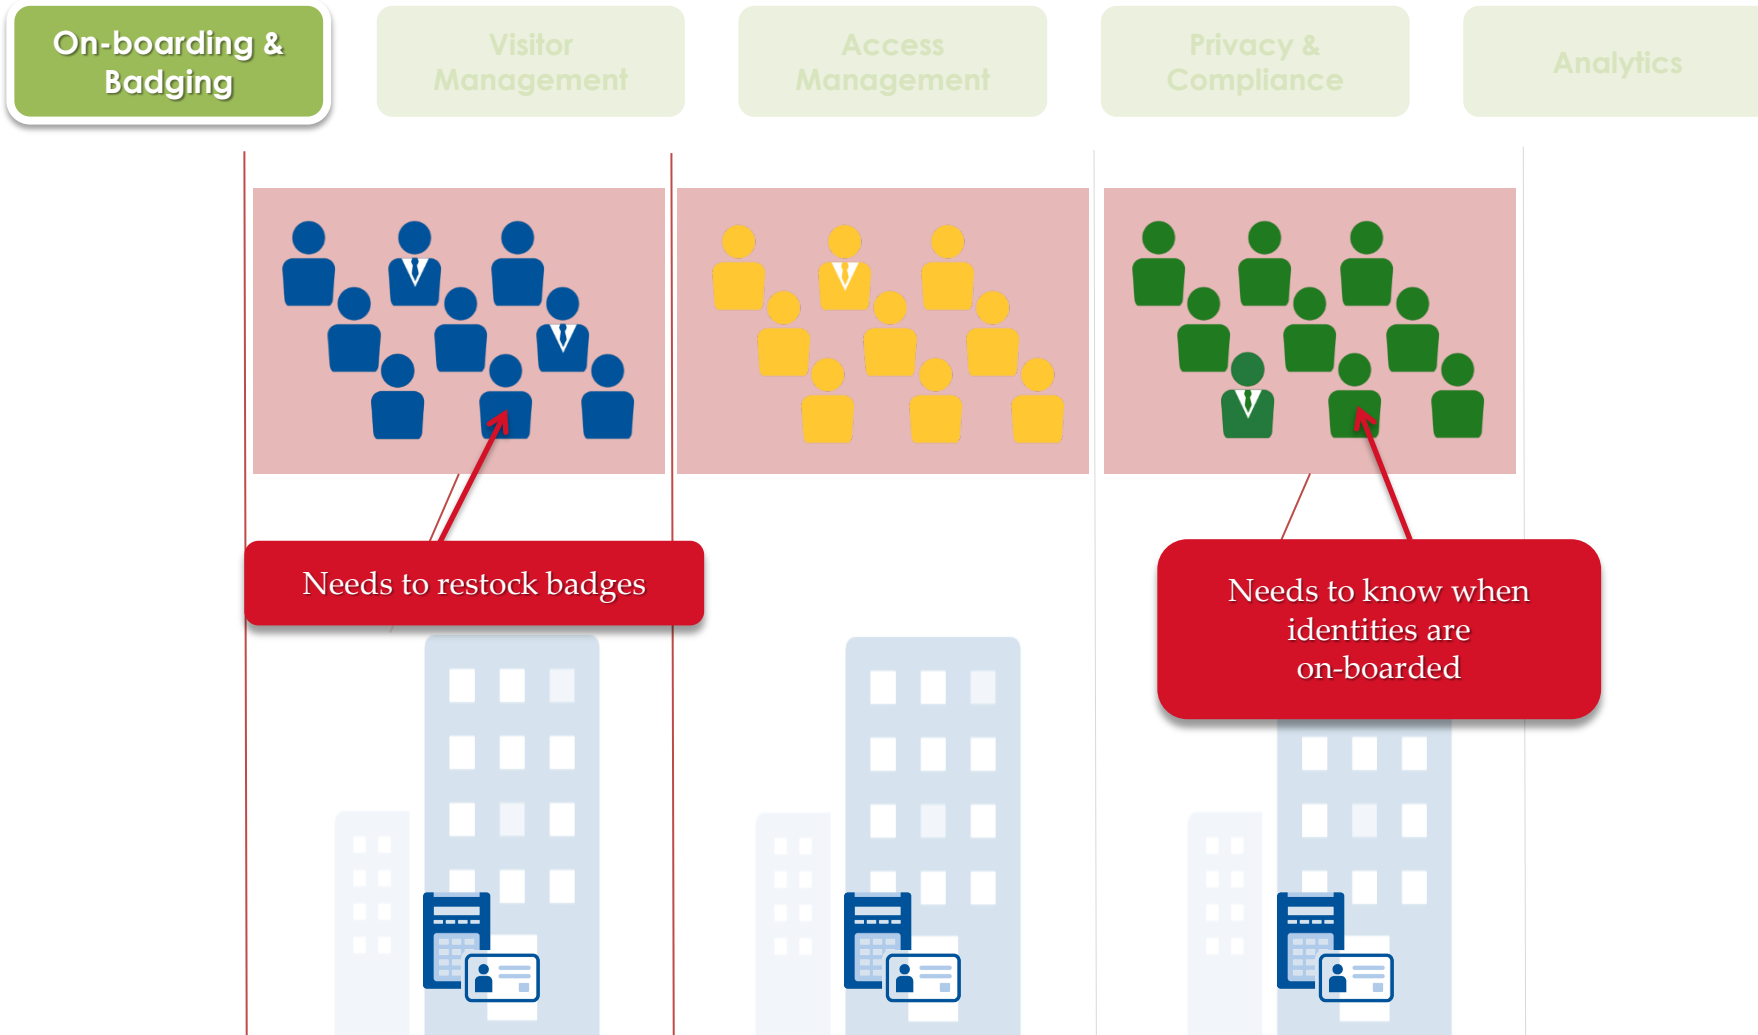 On-boarding &
Badging
Visitor
Management
Access
Management
Privacy &
Compliance
Analytics
Needs to restock badges
Needs to know when
identities are
on-boarded